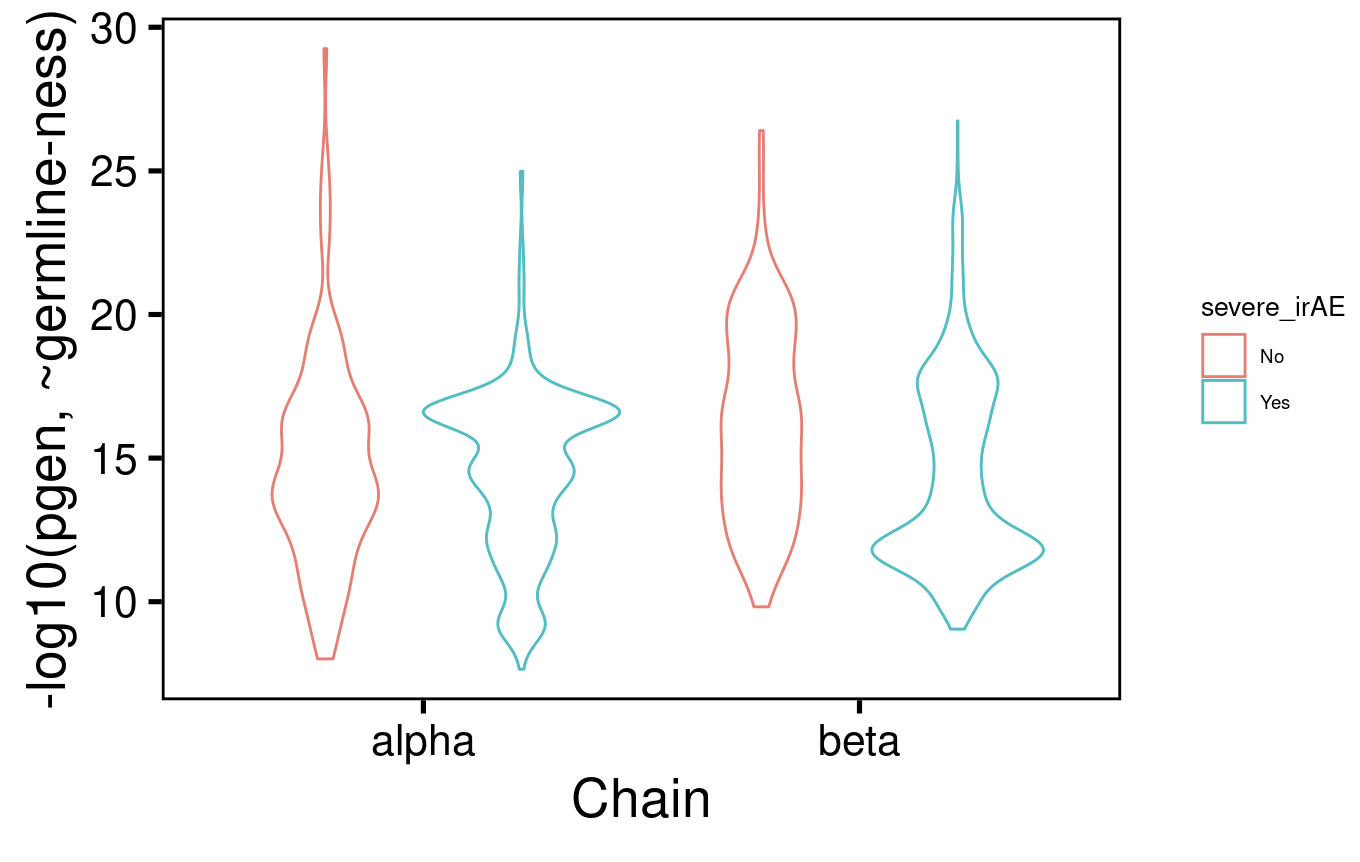 -log10(pgen, ~germline-ness)
30
25
20
15
10
alpha
beta
Chain
severe_irAE
No
Yes